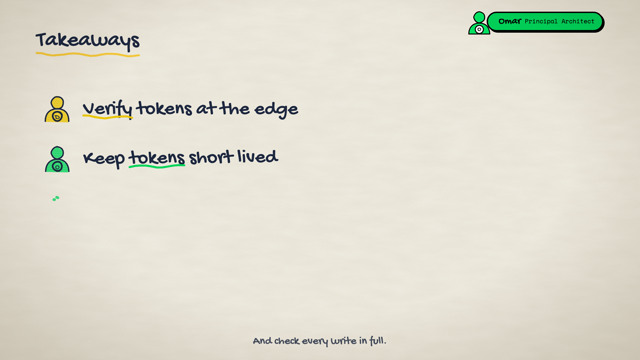 Omar Principal Architect
Takeaways
Verify tokens at the edge
Keep tokens short lived
And check every write in full.